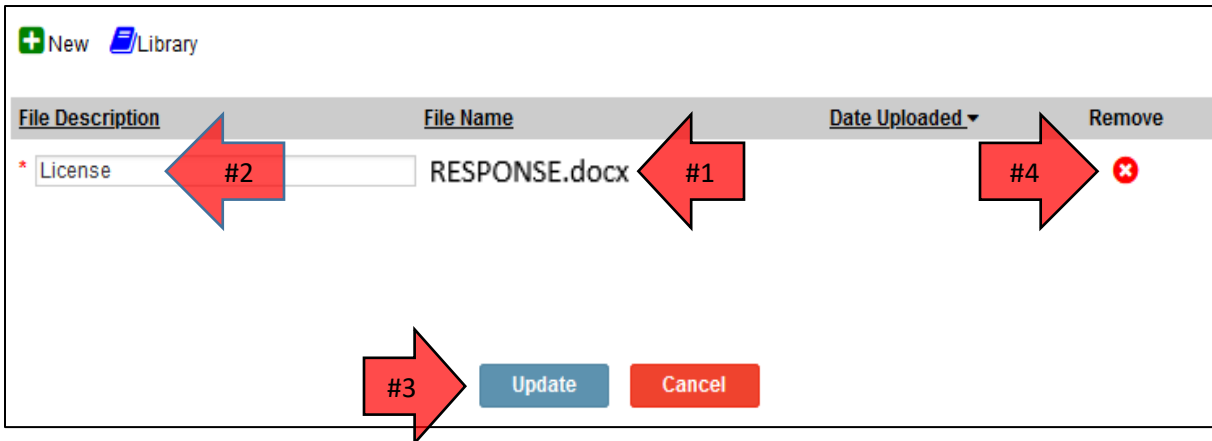 New Library
File Description File Name Date Uploaded Remove
* License #2 RESPONSE.docx #1 #4
#3 Update Cancel